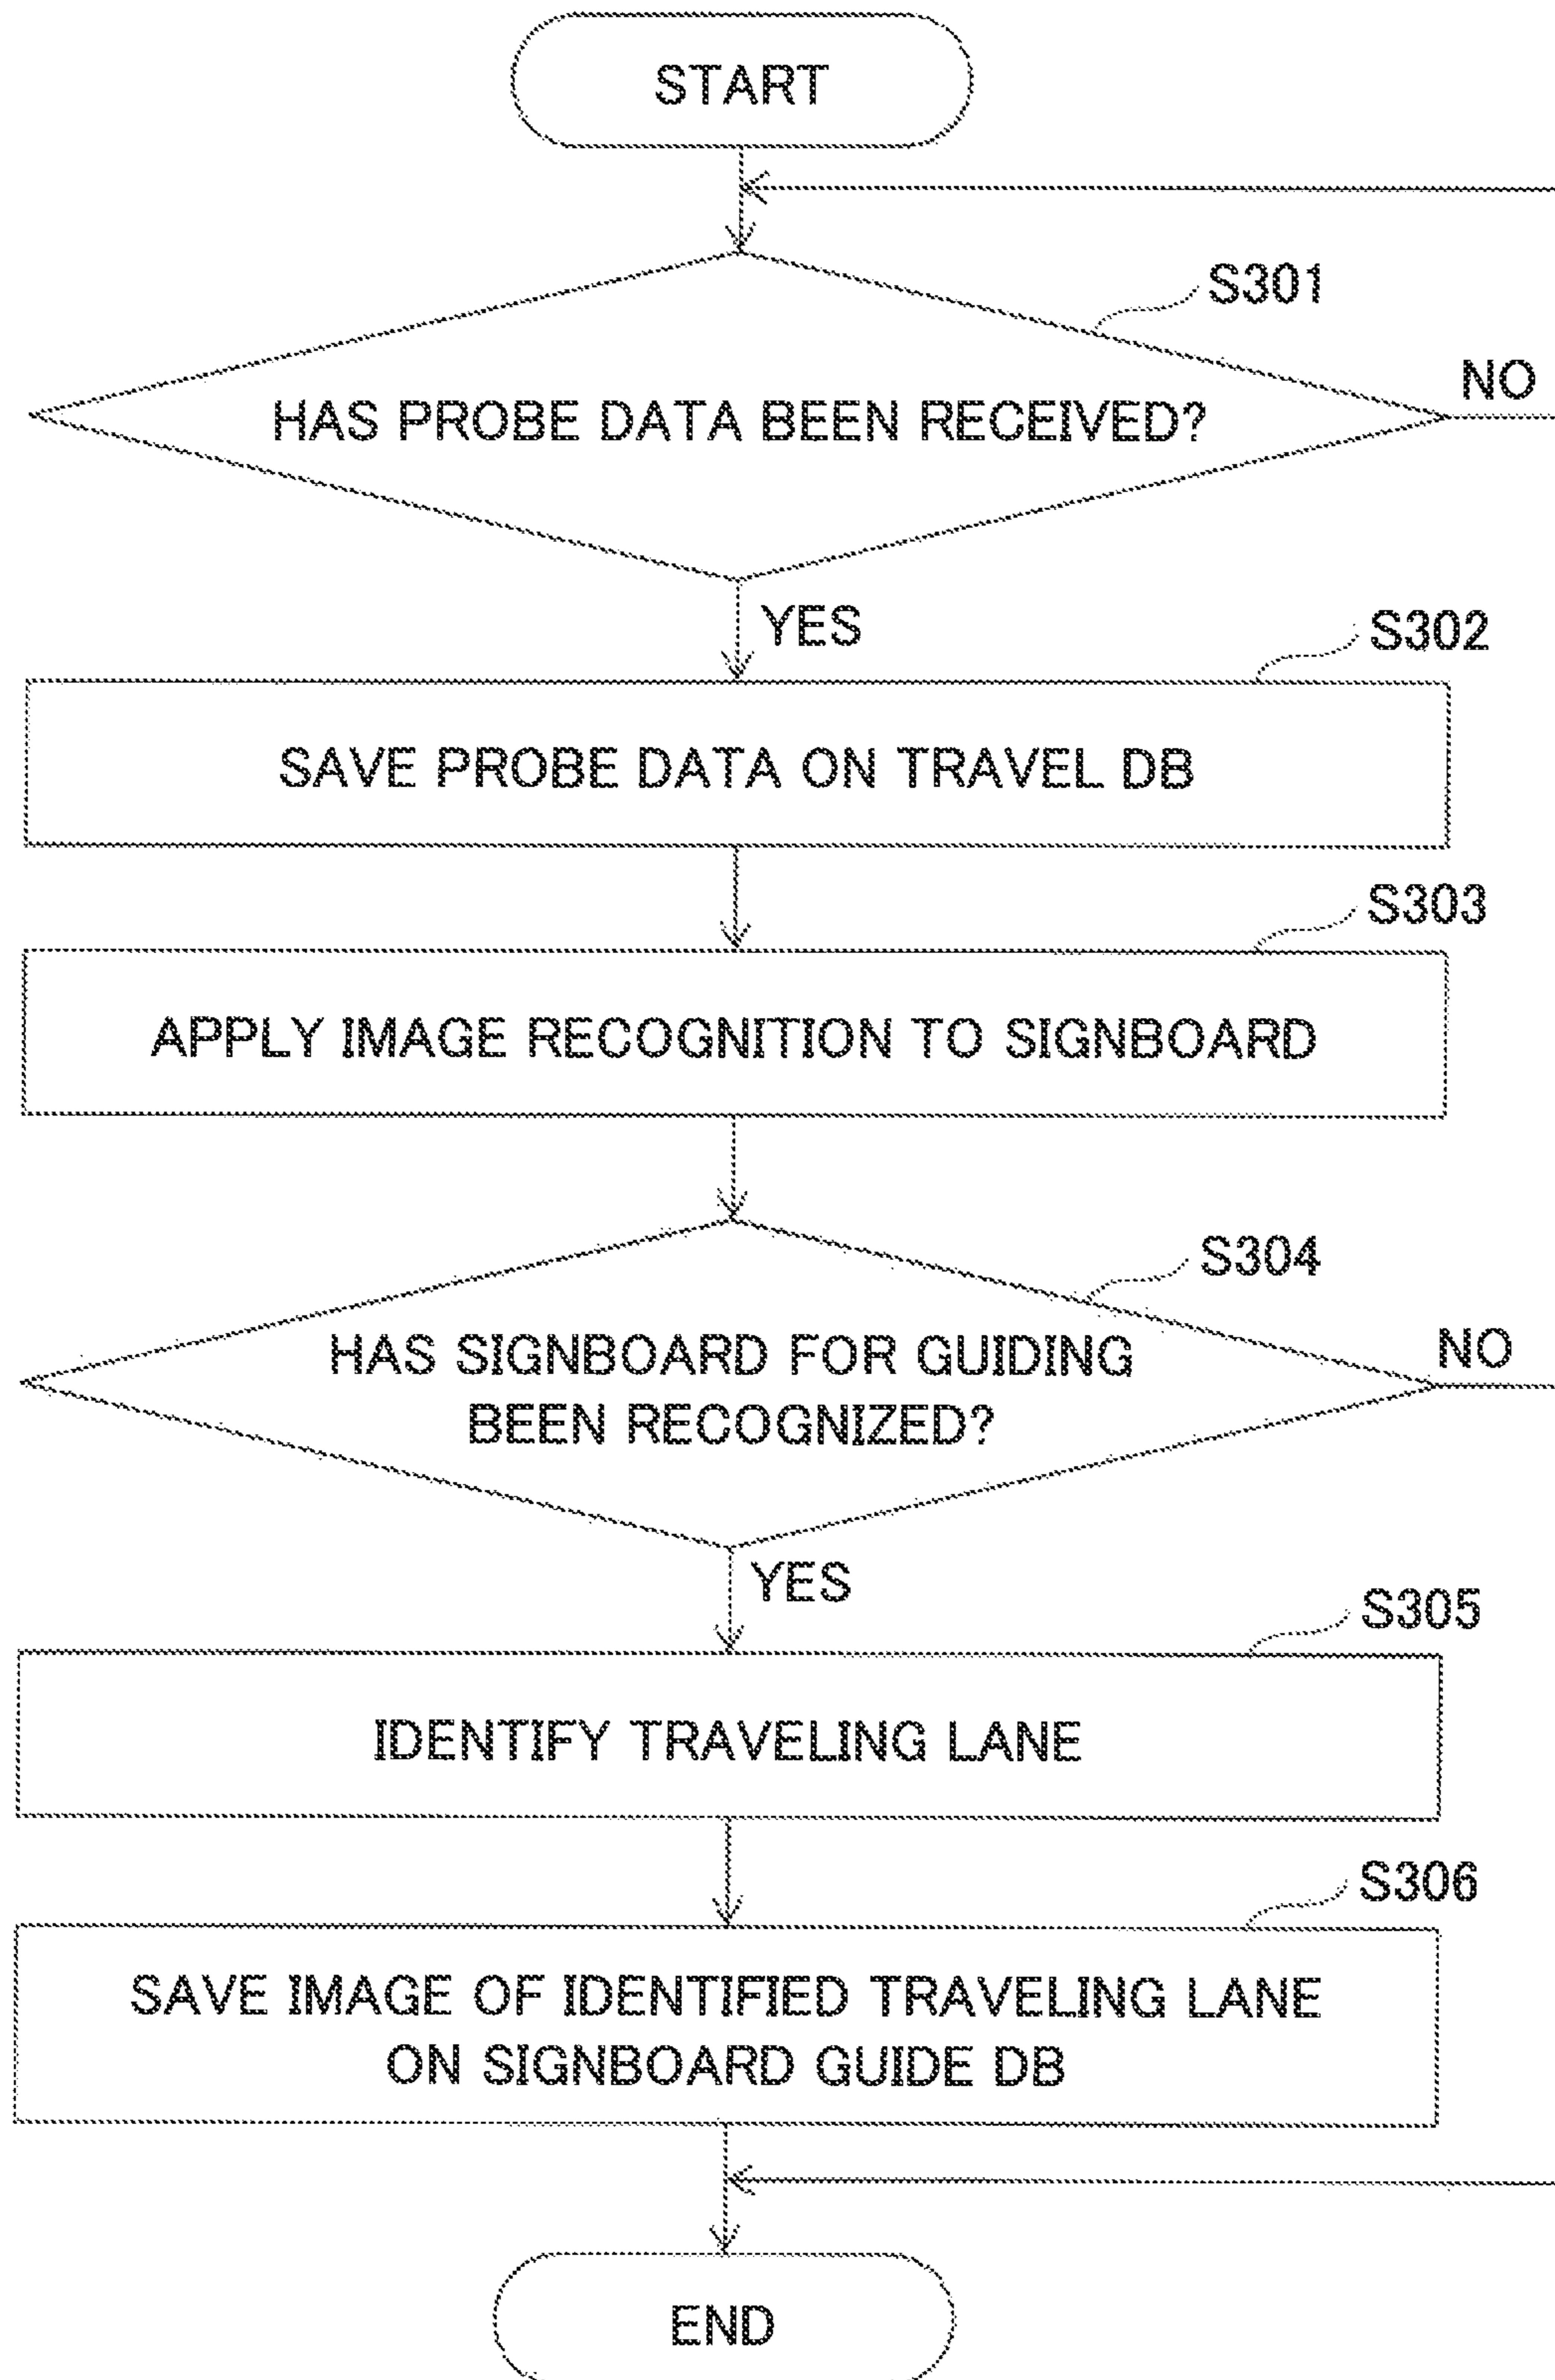 START
S301
HAS PROBE DATA BEEN RECEIVED?
NO
YES
S302
SAVE PROBE DATA ON TRAVEL DB
S303
APPLY IMAGE RECOGNITION TO SIGNBOARD
S304
HAS SIGNBOARD FOR GUIDING
BEEN RECOGNIZED?
NO
YES
S305
IDENTIFY TRAVELING LANE
S306
SAVE IMAGE OF IDENTIFIED TRAVELING LANE
ON SIGNBOARD GUIDE DB
END